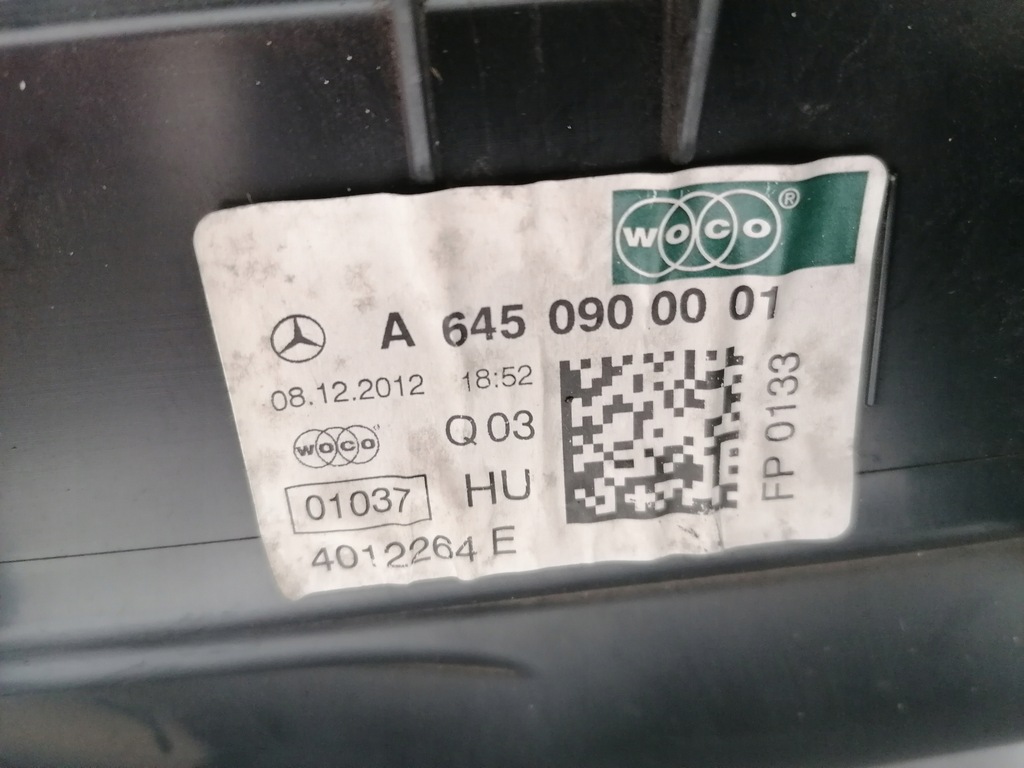 WOCO®
A 645 090 00 01
08.12.2012 18:52
WOCO Q 03
01037 HU
4012264 E
FP 0133